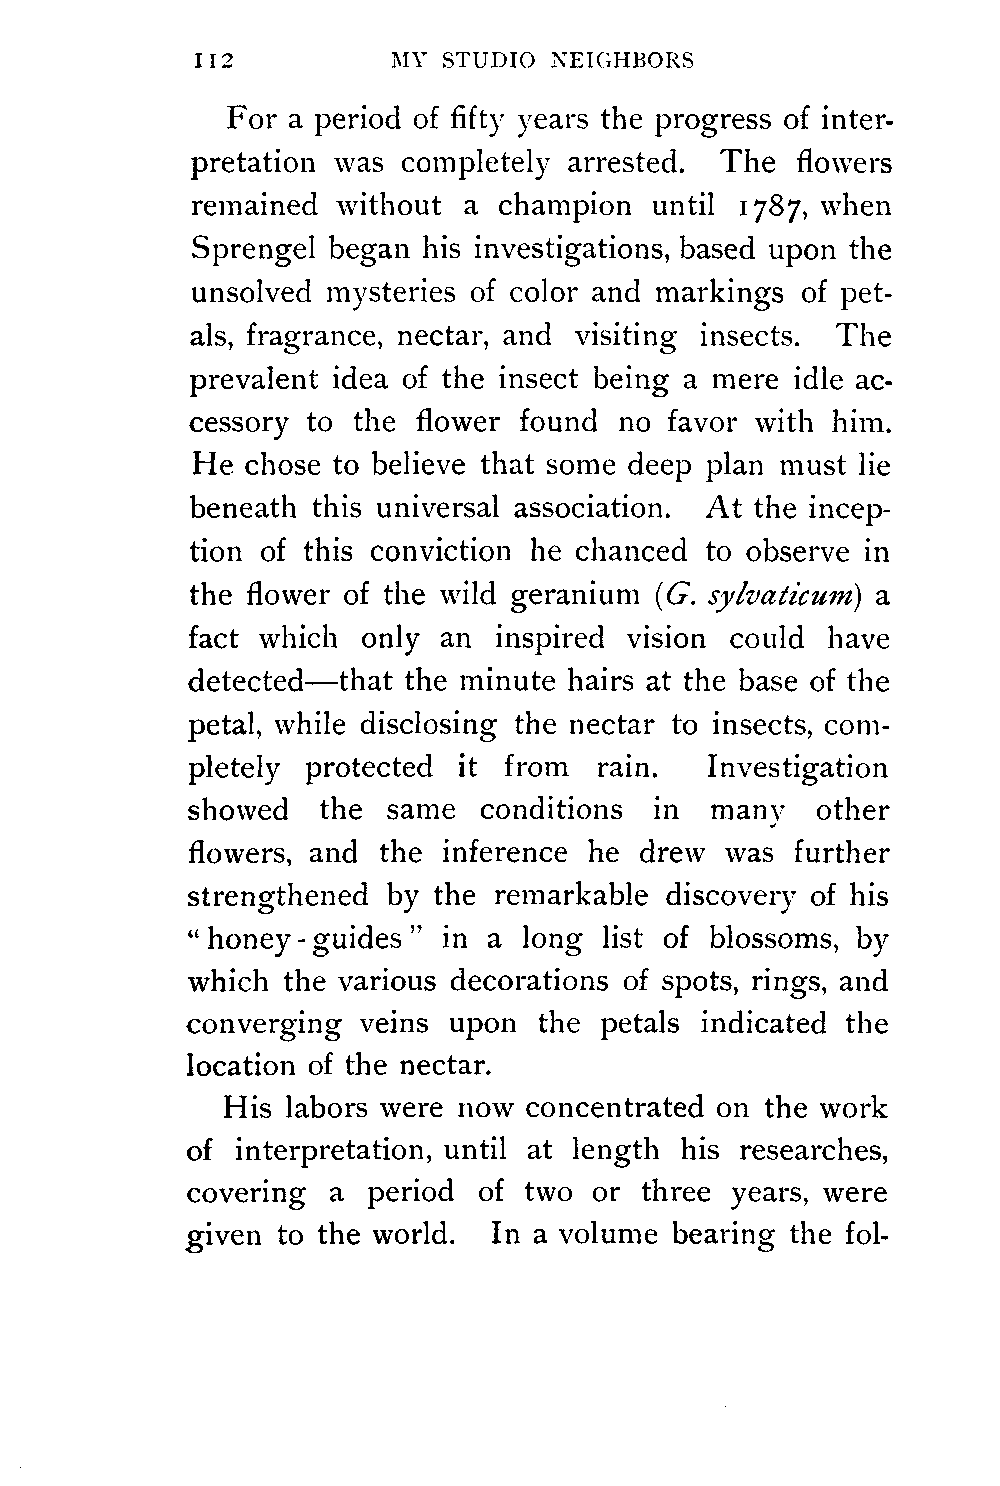 112 MY STUDIO NEIGHBORS
For a period of fifty years the progress of inter-
pretation was completely arrested. The flowers
remained without a champion until 1787, when
Sprengel began his investigations, based upon the
unsolved mysteries of color and markings of pet-
als, fragrance, nectar, and visiting insects. The
prevalent idea of the insect being a mere idle ac-
cessory to the flower found no favor with him.
He chose to believe that some deep plan must lie
beneath this universal association. At the incep-
tion of this conviction he chanced to observe in
the flower of the wild geranium (G. sylvaticum) a
fact which only an inspired vision could have
detected—that the minute hairs at the base of the
petal, while disclosing the nectar to insects, com-
pletely protected it from rain. Investigation
showed the same conditions in many other
flowers, and the inference he drew was further
strengthened by the remarkable discovery of his
“honey-guides” in a long list of blossoms, by
which the various decorations of spots, rings, and
converging veins upon the petals indicated the
location of the nectar.
His labors were now concentrated on the work
of interpretation, until at length his researches,
covering a period of two or three years, were
given to the world. In a volume bearing the fol-